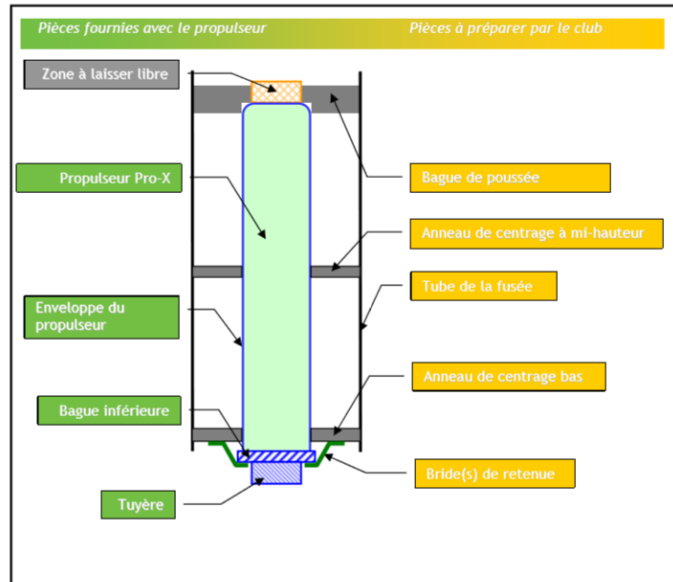 Pièces fournies avec le propulseur
Pièces à préparer par le club
Zone à laisser libre
Propulseur Pro-X
Bague de poussée
Anneau de centrage à mi-hauteur
Tube de la fusée
Enveloppe du
propulseur
Anneau de centrage bas
Bague inférieure
Bride(s) de retenue
Tuyère